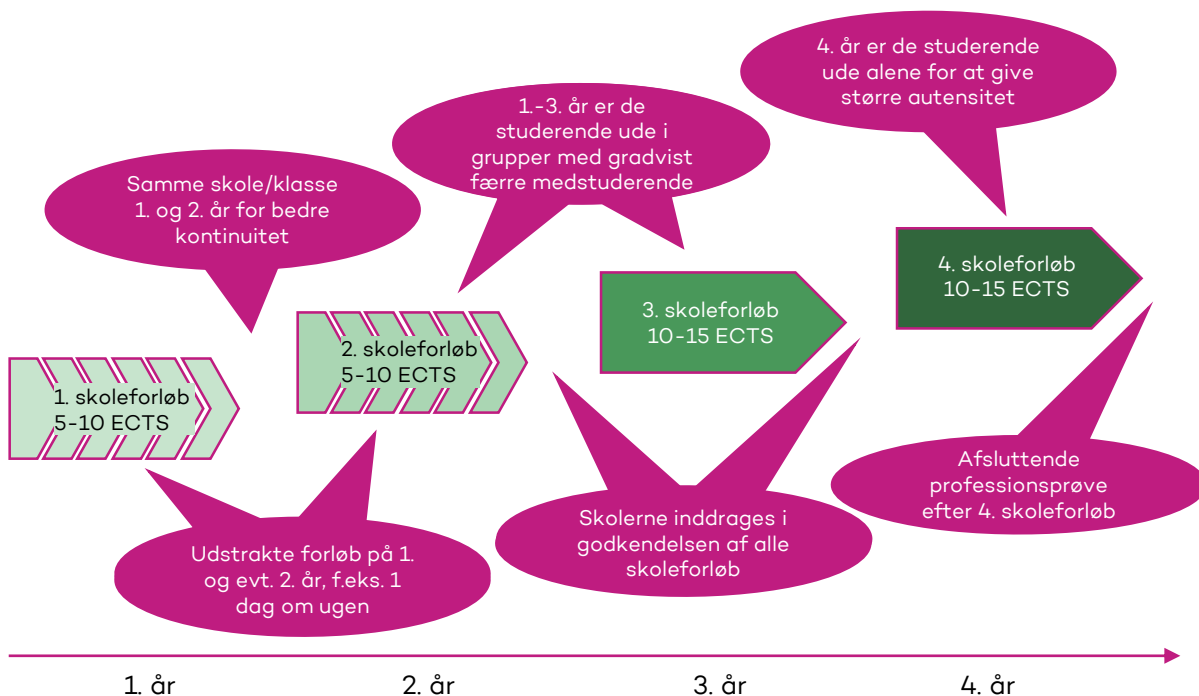 4. år er de studerende
ude alene for at give
større autensitet
1.-3. år er de
studerende ude i
grupper med gradvist
færre medstuderende
Samme skole/klasse
1. og 2. år for bedre
kontinuitet
4. skoleforløb
10-15 ECTS
3. skoleforløb
10-15 ECTS
2. skoleforløb
5-10 ECTS
1. skoleforløb
5-10 ECTS
Afsluttende
professionsprøve
efter 4. skoleforløb
Skolerne inddrages i
godkendelsen af alle
skoleforløb
Udstrakte forløb på 1.
og evt. 2. år, f.eks. 1
dag om ugen
1. år
2. år
3. år
4. år